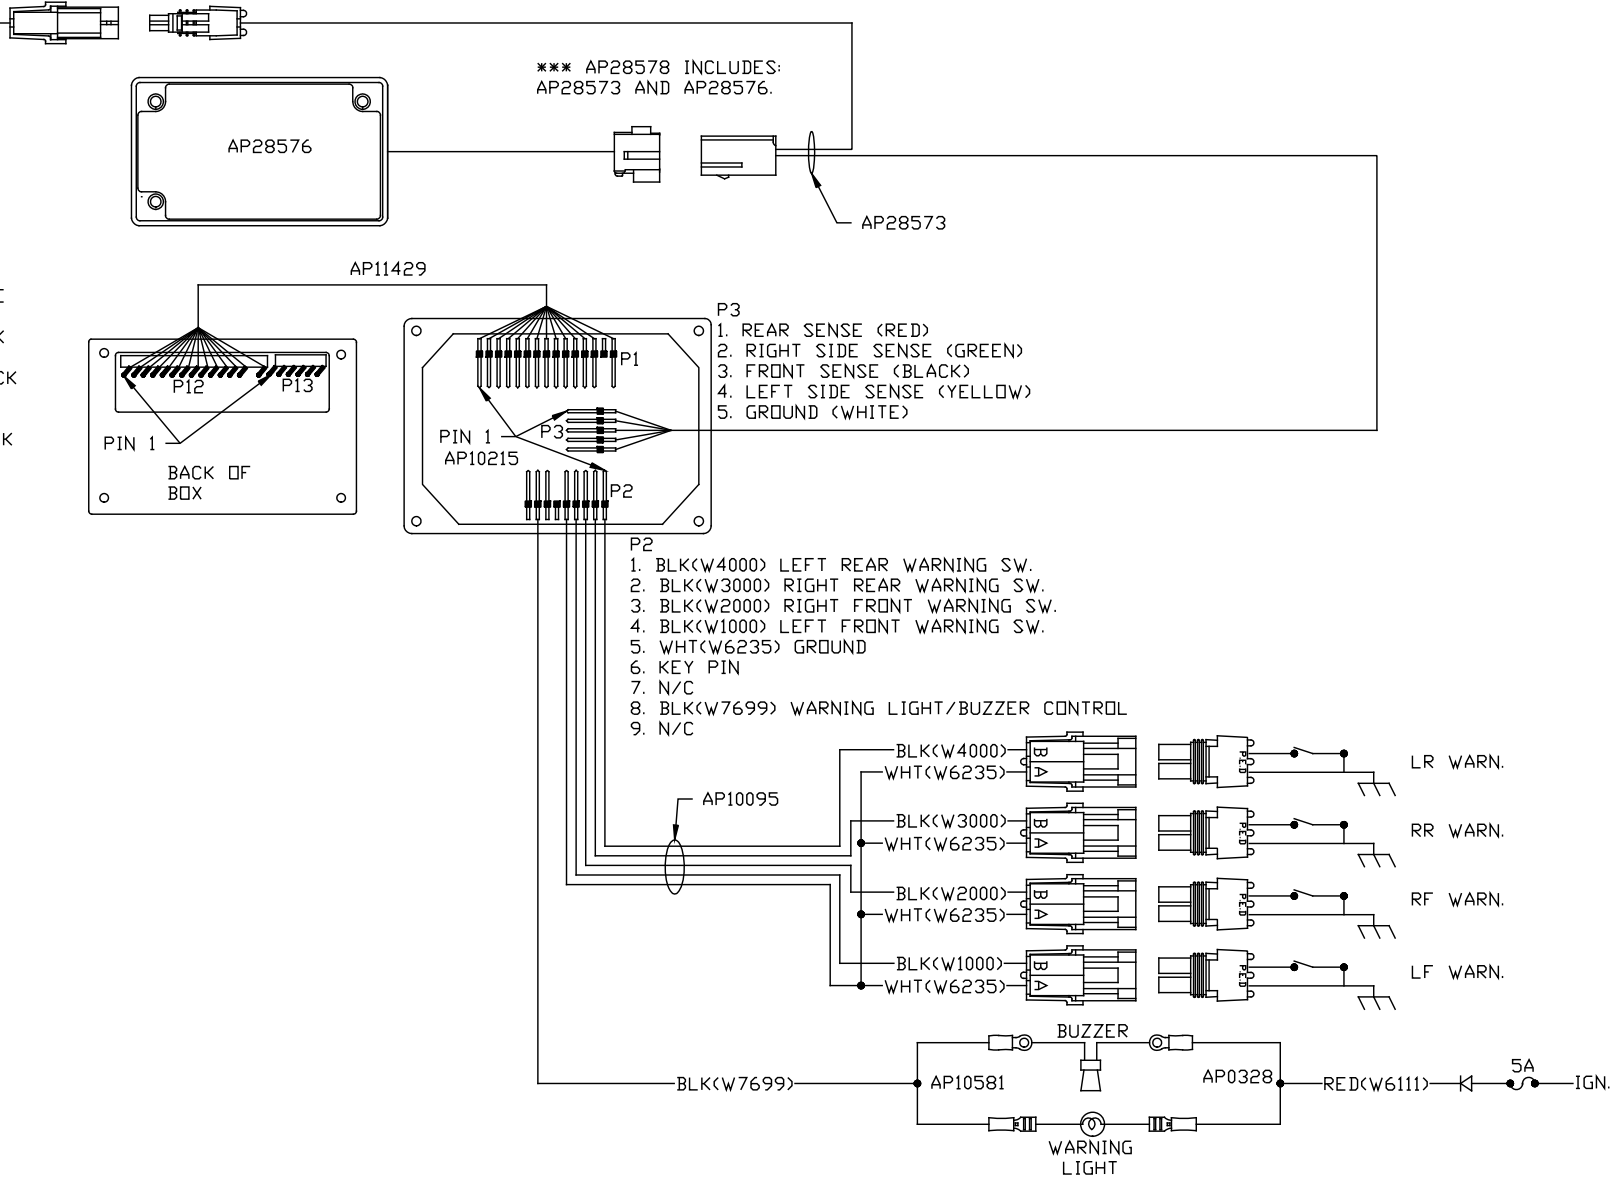 *** AP28578 INCLUDES:
AP28573 AND AP28576.
AP28576
AP28573
AP11429
P12
P13
PIN 1
BACK OF
BOX
P1
PIN 1
AP10215
P3
P2
P3
1. REAR SENSE (RED)
2. RIGHT SIDE SENSE (GREEN)
3. FRONT SENSE (BLACK)
4. LEFT SIDE SENSE (YELLOW)
5. GROUND (WHITE)
CK
K
K
P2
1. BLK(W4000) LEFT REAR WARNING SW.
2. BLK(W3000) RIGHT REAR WARNING SW.
3. BLK(W2000) RIGHT FRONT WARNING SW.
4. BLK(W1000) LEFT FRONT WARNING SW.
5. WHT(W6235) GROUND
6. KEY PIN
7. N/C
8. BLK(W7699) WARNING LIGHT/BUZZER CONTROL
9. N/C
AP10095
BLK(W4000) B
WHT(W6235) A
P.E.D
LR WARN.
BLK(W3000) B
WHT(W6235) A
P.E.D
RR WARN.
BLK(W2000) B
WHT(W6235) A
P.E.D
RF WARN.
BLK(W1000) B
WHT(W6235) A
P.E.D
LF WARN.
BUZZER
BLK(W7699)
AP10581
AP0328
RED(W6111)
5A
IGN.
WARNING
LIGHT